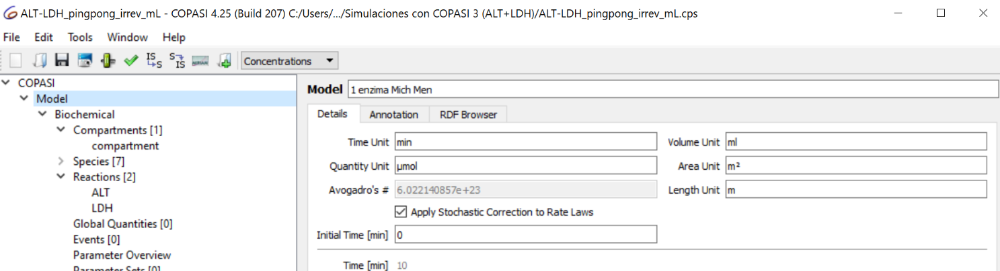 ALT-LDH_pingpong_irrev_mL - COPASI 4.25 (Build 207) C:/Users/.../Simulaciones con COPASI 3 (ALT+LDH)/ALT-LDH_pingpong_irrev_mL.cps
File Edit Tools Window Help
IS S S IS Concentrations
COPASI
Model
Biochemical
Compartments [1]
compartment
Species [7]
Reactions [2]
ALT
LDH
Global Quantities [0]
Events [0]
Parameter Overview
Parameter Sets [0]
Model 1 enzima Mich Men
Details Annotation RDF Browser
Time Unit min Volume Unit ml
Quantity Unit µmol Area Unit m²
Avogadro's # 6.022140857e+23 Length Unit m
Apply Stochastic Correction to Rate Laws
Initial Time [min] 0
Time [min] 10